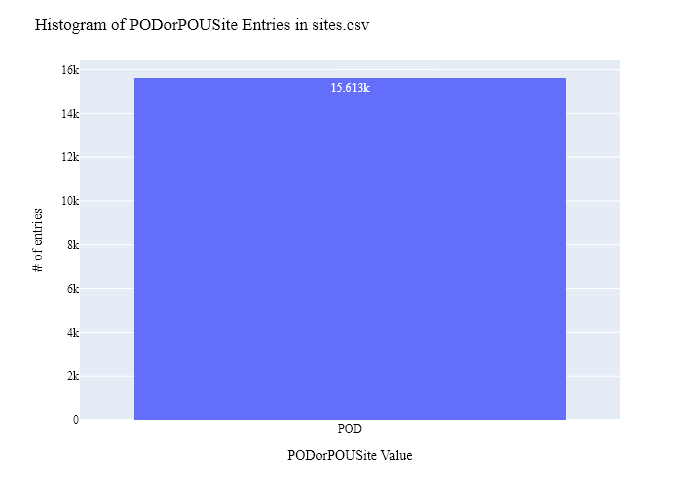 Histogram of PODorPOUSite Entries in sites.csv
16k
15.613k
14k
12k
10k
8k
6k
4k
2k
0
# of entries
POD
PODorPOUSite Value